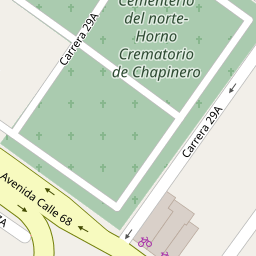 Cementerio
del norte-
Horno
Crematorio
de Chapinero
Carrera 29A
Carrera 29A
Avenida Calle 68